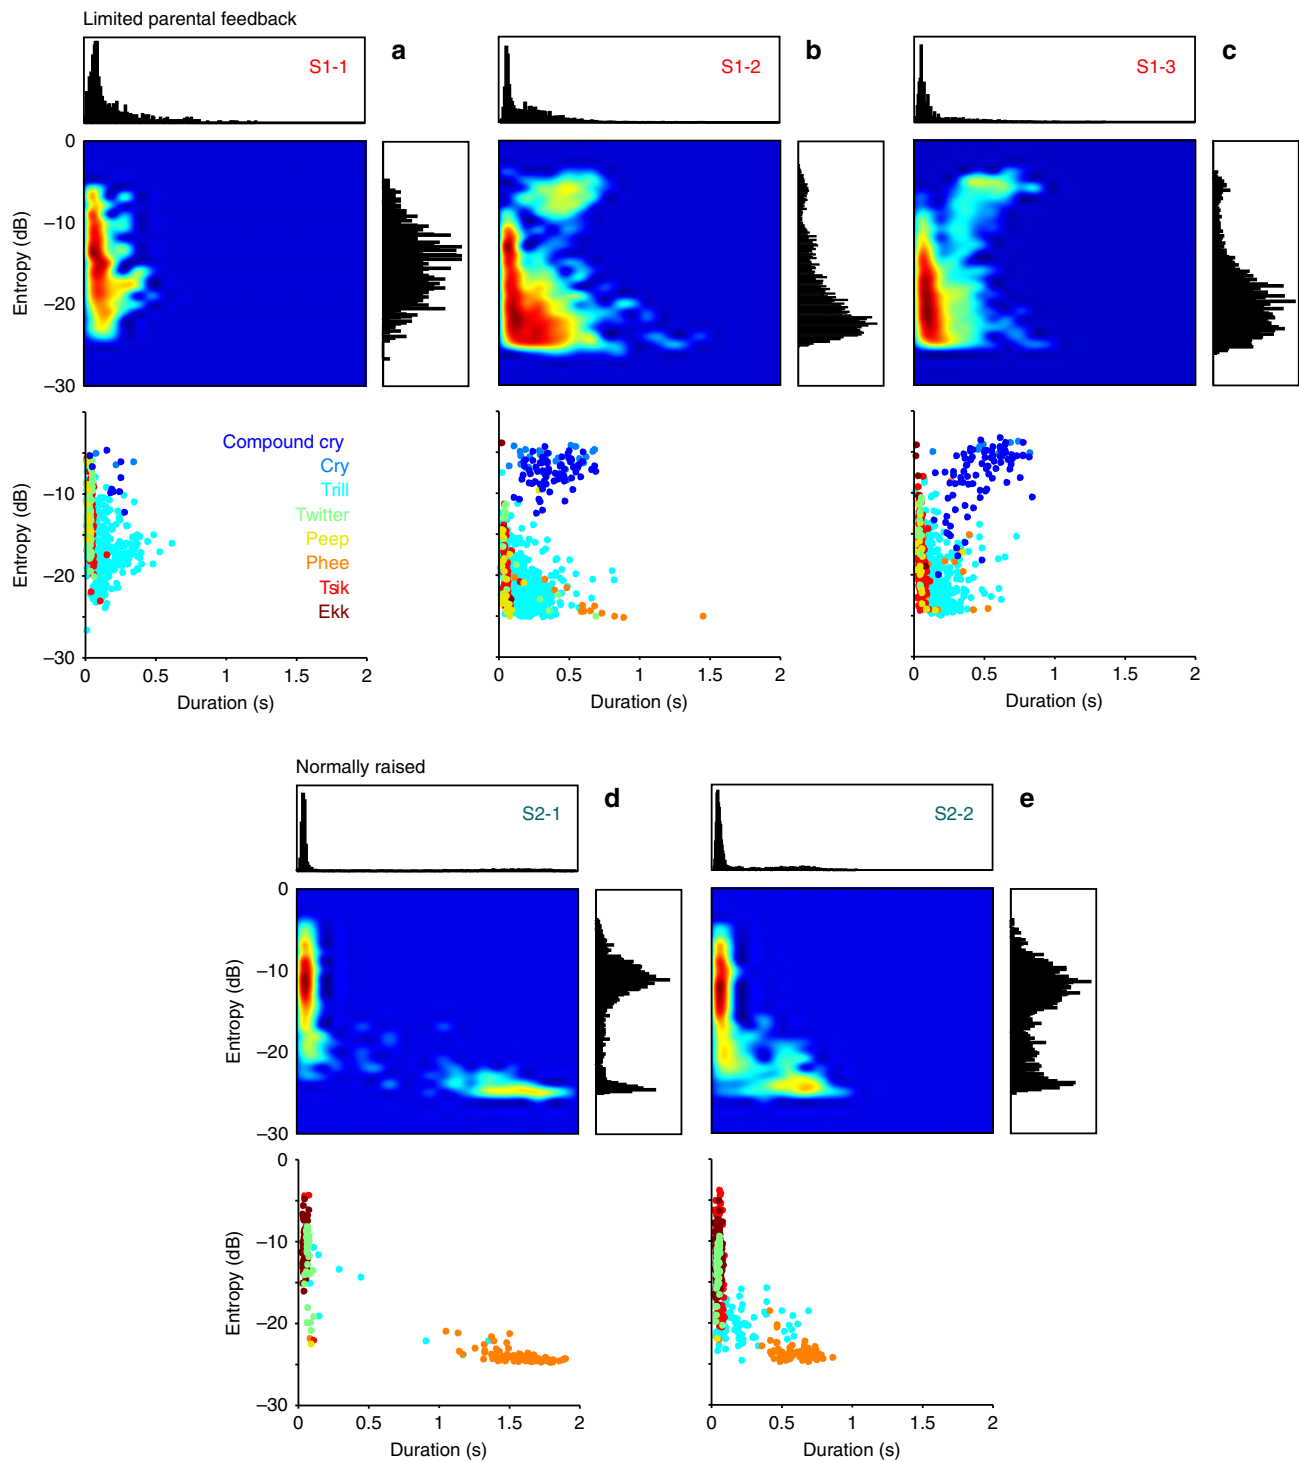 Limited parental feedback
S1-1
a
S1-2
b
S1-3
c
0
−10
−20
−30
Entropy (dB)
Compound cry
Cry
Trill
Twitter
Peep
Phee
Tsik
Ekk
−10
−20
−30
Entropy (dB)
0 0.5 1 1.5 2
Duration (s)
0 0.5 1 1.5 2
Duration (s)
0 0.5 1 1.5 2
Duration (s)
Normally raised
S2-1
d
S2-2
e
0
−10
−20
−30
Entropy (dB)
0
−10
−20
−30
Entropy (dB)
0 0.5 1 1.5 2
Duration (s)
0 0.5 1 1.5 2
Duration (s)